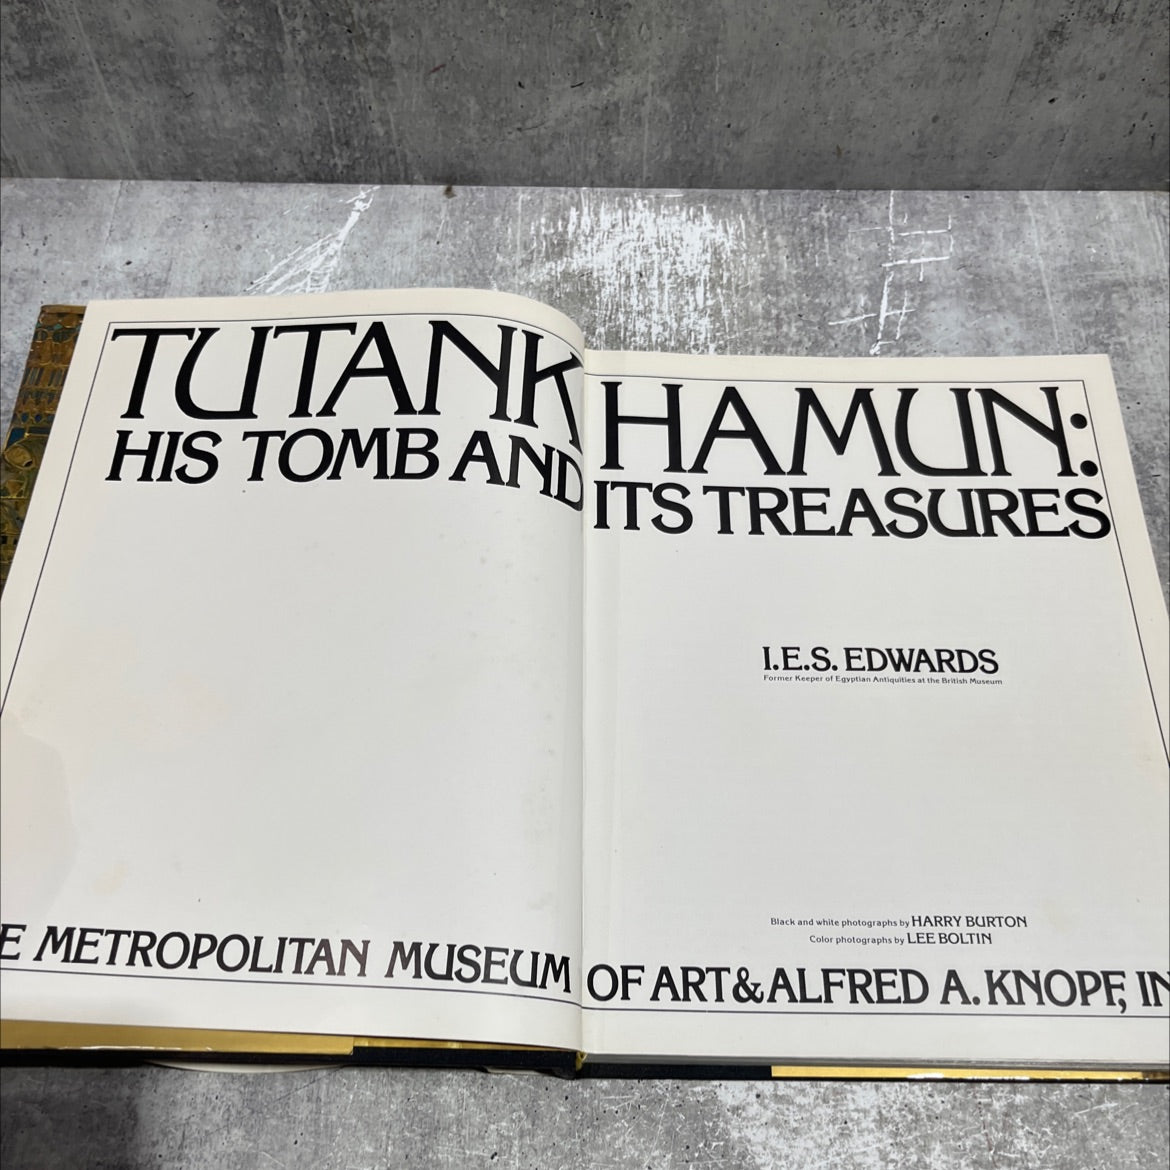 TUTANKHAMUN:
HIS TOMB AND ITS TREASURES
I.E.S. EDWARDS
Former Keeper of Egyptian Antiquities at the British Museum
Black and white photographs by HARRY BURTON
Color photographs by LEE BOLTIN
E METROPOLITAN MUSEUM OF ART & ALFRED A. KNOPF, IN